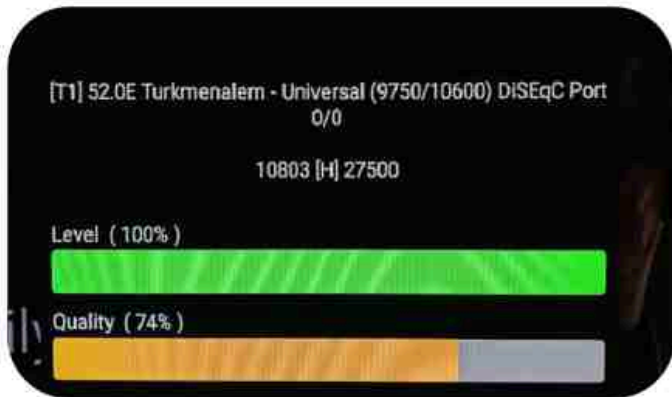 [T1] 52.0E Turkmenalem - Universal (9750/10600) DiSEqC Port
0/0
10803 [H] 27500
Level ( 100% )
Quality ( 74% )